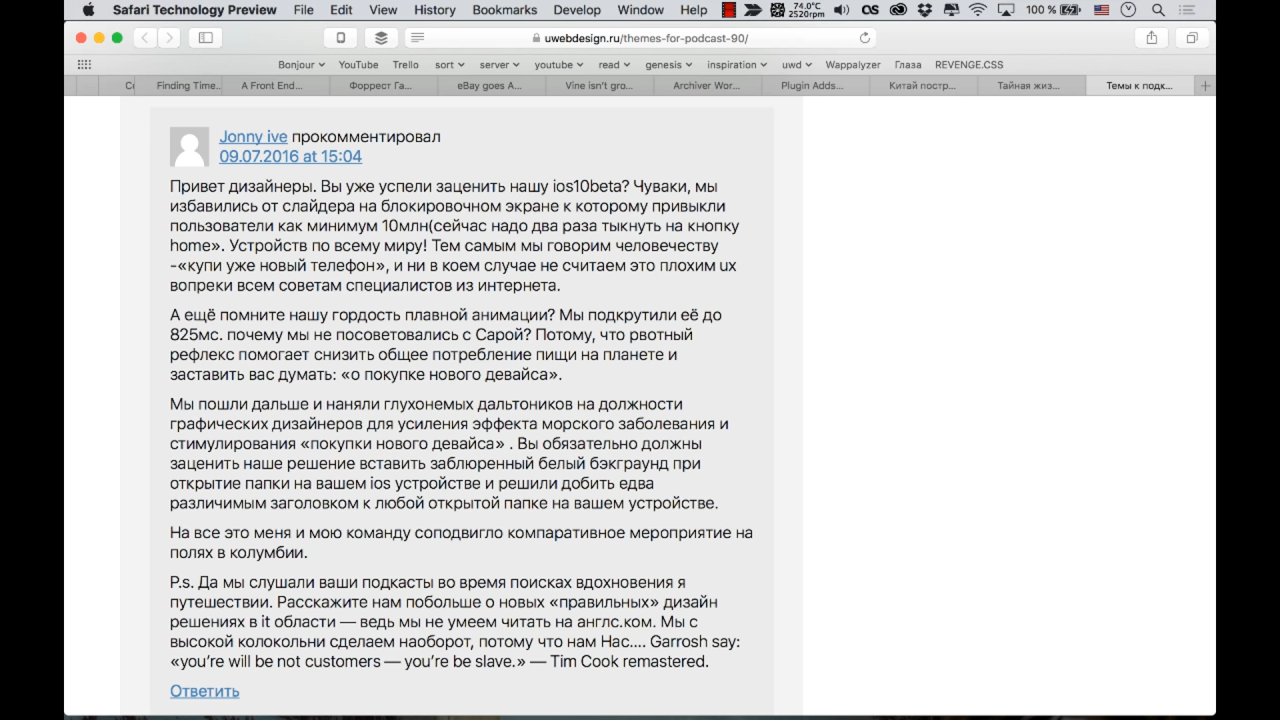 Safari Technology Preview File Edit View History Bookmarks Develop Window Help 74.0°C 2520rpm 100 %
uwebdesign.ru/themes-for-podcast-90/
Bonjour YouTube Trello sort server youtube read genesis inspiration uwd Wappalyzer Глаза REVENGE.CSS
Finding Time... A Front End... Форрест Га... eBay goes A... Vine isn't gro... Archiver Wor... Plugin Adds... Китай постр... Тайная жиз... Темы к подк...
Jonny ive прокомментировал
09.07.2016 at 15:04
Привет дизайнеры. Вы уже успели заценить нашу ios10beta? Чуваки, мы
избавились от слайдера на блокировочном экране к которому привыкли
пользователи как минимум 10млн(сейчас надо два раза тыкнуть на кнопку
home». Устройств по всему миру! Тем самым мы говорим человечеству
-«купи уже новый телефон», и ни в коем случае не считаем это плохим ux
вопреки всем советам специалистов из интернета.
А ещё помните нашу гордость плавной анимации? Мы подкрутили её до
825мс. почему мы не посоветовались с Сарой? Потому, что рвотный
рефлекс помогает снизить общее потребление пищи на планете и
заставить вас думать: «о покупке нового девайса».
Мы пошли дальше и наняли глухонемых дальтоников на должности
графических дизайнеров для усиления эффекта морского заболевания и
стимулирования «покупки нового девайса» . Вы обязательно должны
заценить наше решение вставить заблюренный белый бэкграунд при
открытие папки на вашем ios устройстве и решили добить едва
различимым заголовком к любой открытой папке на вашем устройстве.
На все это меня и мою команду соподвигло компаративное мероприятие на
полях в колумбии.
P.s. Да мы слушали ваши подкасты во время поисках вдохновения я
путешествии. Расскажите нам побольше о новых «правильных» дизайн
решениях в it области — ведь мы не умеем читать на англс.ком. Мы с
высокой колокольни сделаем наоборот, потому что нам Нас.... Garrosh say:
«you're will be not customers — you're be slave.» — Tim Cook remastered.
Ответить